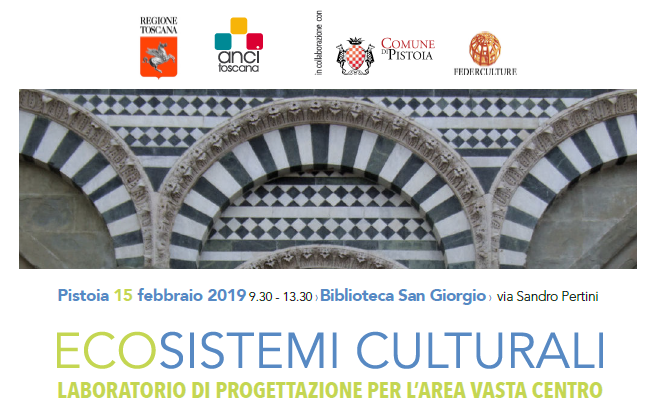 REGIONE
TOSCANA
anci
toscana
in collaborazione con
COMUNE
DI PISTOIA
FEDERCULTURE
Pistoia 15 febbraio 2019 9.30 - 13.30 › Biblioteca San Giorgio › via Sandro Pertini
ECOSISTEMI CULTURALI
LABORATORIO DI PROGETTAZIONE PER L'AREA VASTA CENTRO